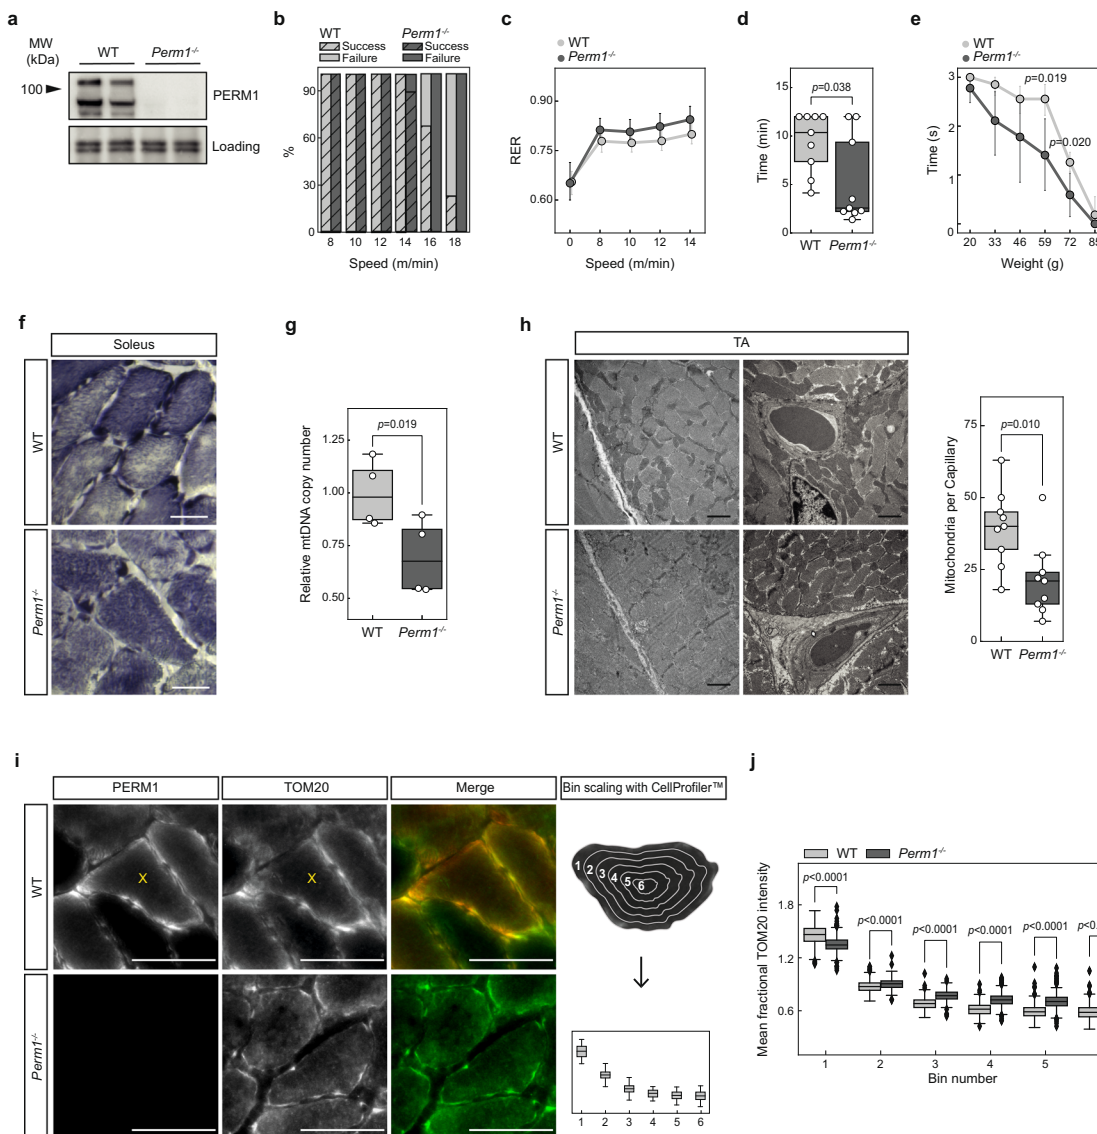 a
MW
(kDa)
WT
Perm1-/-
100
PERM1
Loading
b
WT
Perm1-/-
Success
Success
Failure
Failure
%
90
60
30
0
8 10 12 14 16 18
Speed (m/min)
c
WT
Perm1-/-
RER
0.90
0.75
0.60
0 8 10 12 14
Speed (m/min)
d
p=0.038
Time (min)
15
10
5
0
WT Perm1-/-
e
WT
Perm1-/-
p=0.019
p=0.020
Time (s)
3
2
1
0
20 33 46 59 72 85
Weight (g)
f
Soleus
WT
Perm1-/-
g
p=0.019
Relative mtDNA copy number
1.25
1.00
0.75
0.50
WT Perm1-/-
h
TA
WT
Perm1-/-
p=0.010
Mitochondria per Capillary
75
50
25
0
WT Perm1-/-
i
PERM1
TOM20
Merge
Bin scaling with CellProfiler™
WT
X
X
1 2 3 4 5 6
Perm1-/-
1 2 3 4 5 6
j
WT
Perm1-/-
Mean fractional TOM20 intensity
1.8
1.2
0.6
p<0.0001
p<0.0001
p<0.0001
p<0.0001
p<0.0001
p<0.
1 2 3 4 5
Bin number